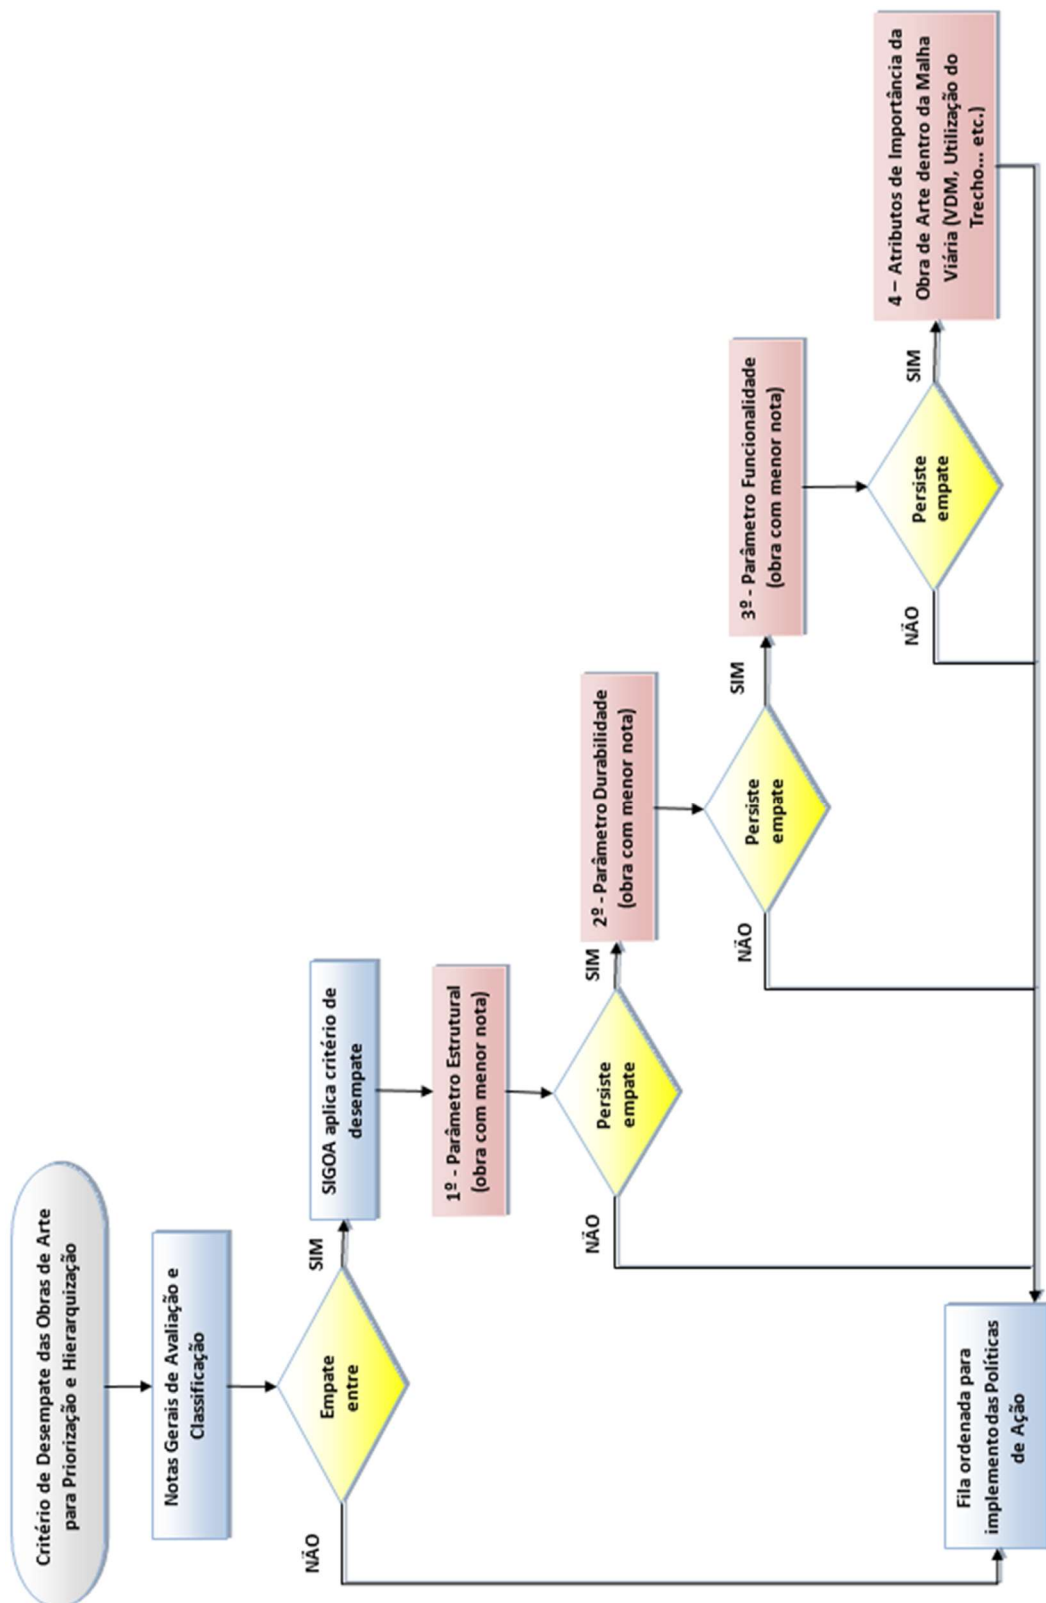 Critério de Desempate das Obras de Arte
para Priorização e Hierarquização
Notas Gerais de Avaliação e
Classificação
Empate
entre
SIM
NÃO
SIGOA aplica critério de
desempate
1º - Parâmetro Estrutural
(obra com menor nota)
Persiste
empate
SIM
NÃO
2º - Parâmetro Durabilidade
(obra com menor nota)
Persiste
empate
SIM
NÃO
3º - Parâmetro Funcionalidade
(obra com menor nota)
Persiste
empate
SIM
NÃO
4 – Atributos de Importância da
Obra de Arte dentro da Malha
Viária (VDM, Utilização do
Trecho... etc.)
Fila ordenada para
implemento das Políticas
de Ação